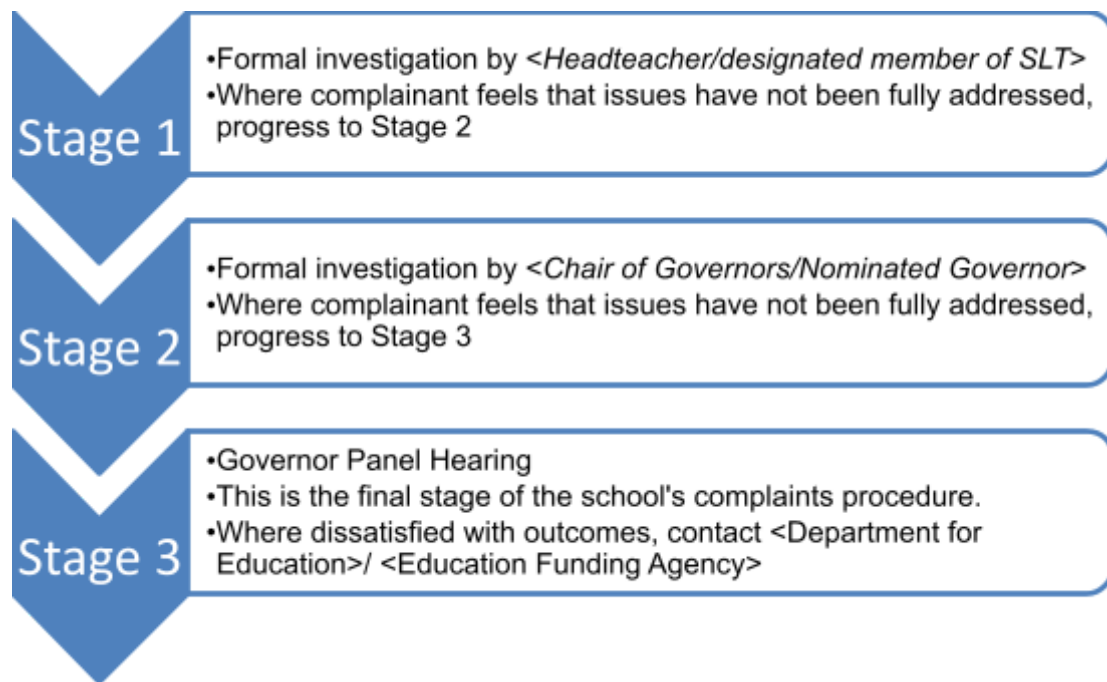 Stage 1
•Formal investigation by <Headteacher/designated member of SLT>
•Where complainant feels that issues have not been fully addressed,
progress to Stage 2
Stage 2
•Formal investigation by <Chair of Governors/Nominated Governor>
•Where complainant feels that issues have not been fully addressed,
progress to Stage 3
Stage 3
•Governor Panel Hearing
•This is the final stage of the school's complaints procedure.
•Where dissatisfied with outcomes, contact <Department for
Education>/ <Education Funding Agency>